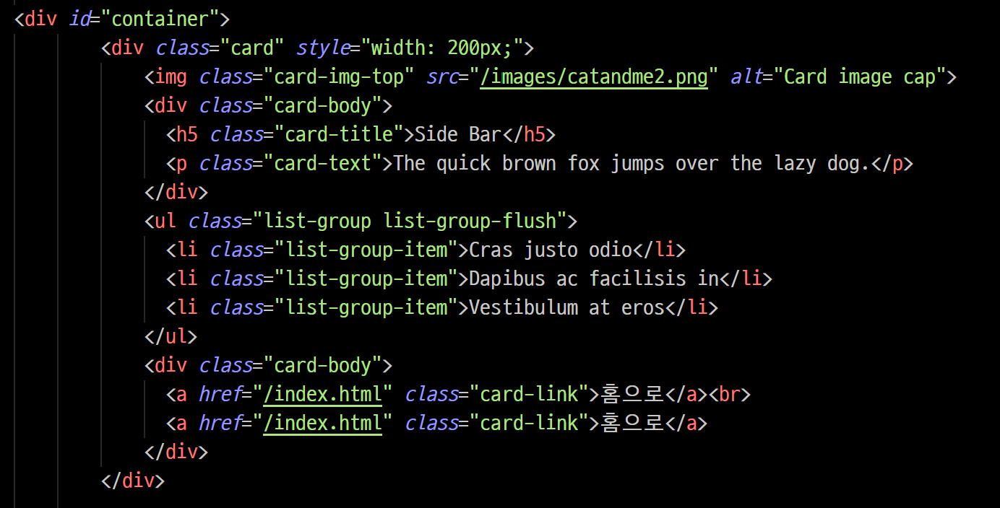 <div id="container">
<div class="card" style="width: 200px;">
<img class="card-img-top" src="/images/catandme2.png" alt="Card image cap">
<div class="card-body">
<h5 class="card-title">Side Bar</h5>
<p class="card-text">The quick brown fox jumps over the lazy dog.</p>
</div>
<ul class="list-group list-group-flush">
<li class="list-group-item">Cras justo odio</li>
<li class="list-group-item">Dapibus ac facilisis in</li>
<li class="list-group-item">Vestibulum at eros</li>
</ul>
<div class="card-body">
<a href="/index.html" class="card-link">홈으로</a><br>
<a href="/index.html" class="card-link">홈으로</a>
</div>
</div>